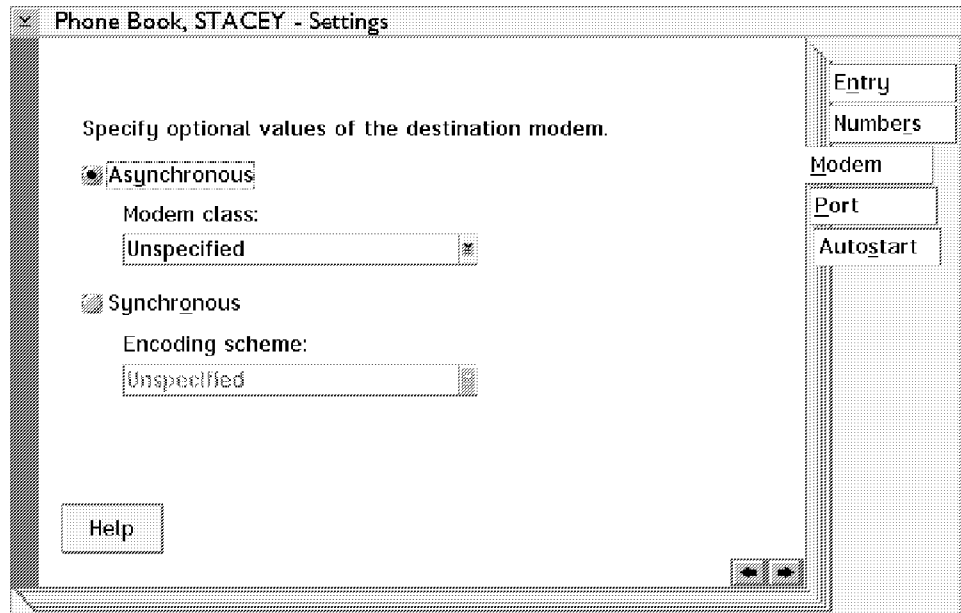 Phone Book, STACEY - Settings
Entry
Numbers
Modem
Port
Autostart
Specify optional values of the destination modem.
Asynchronous
Modem class:
Unspecified
Synchronous
Encoding scheme:
Unspecified
Help